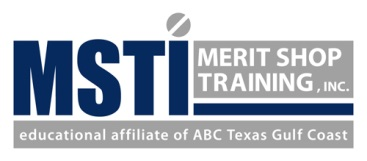 MSTI
MERIT SHOP
TRAINING, INC.
educational affiliate of ABC Texas Gulf Coast